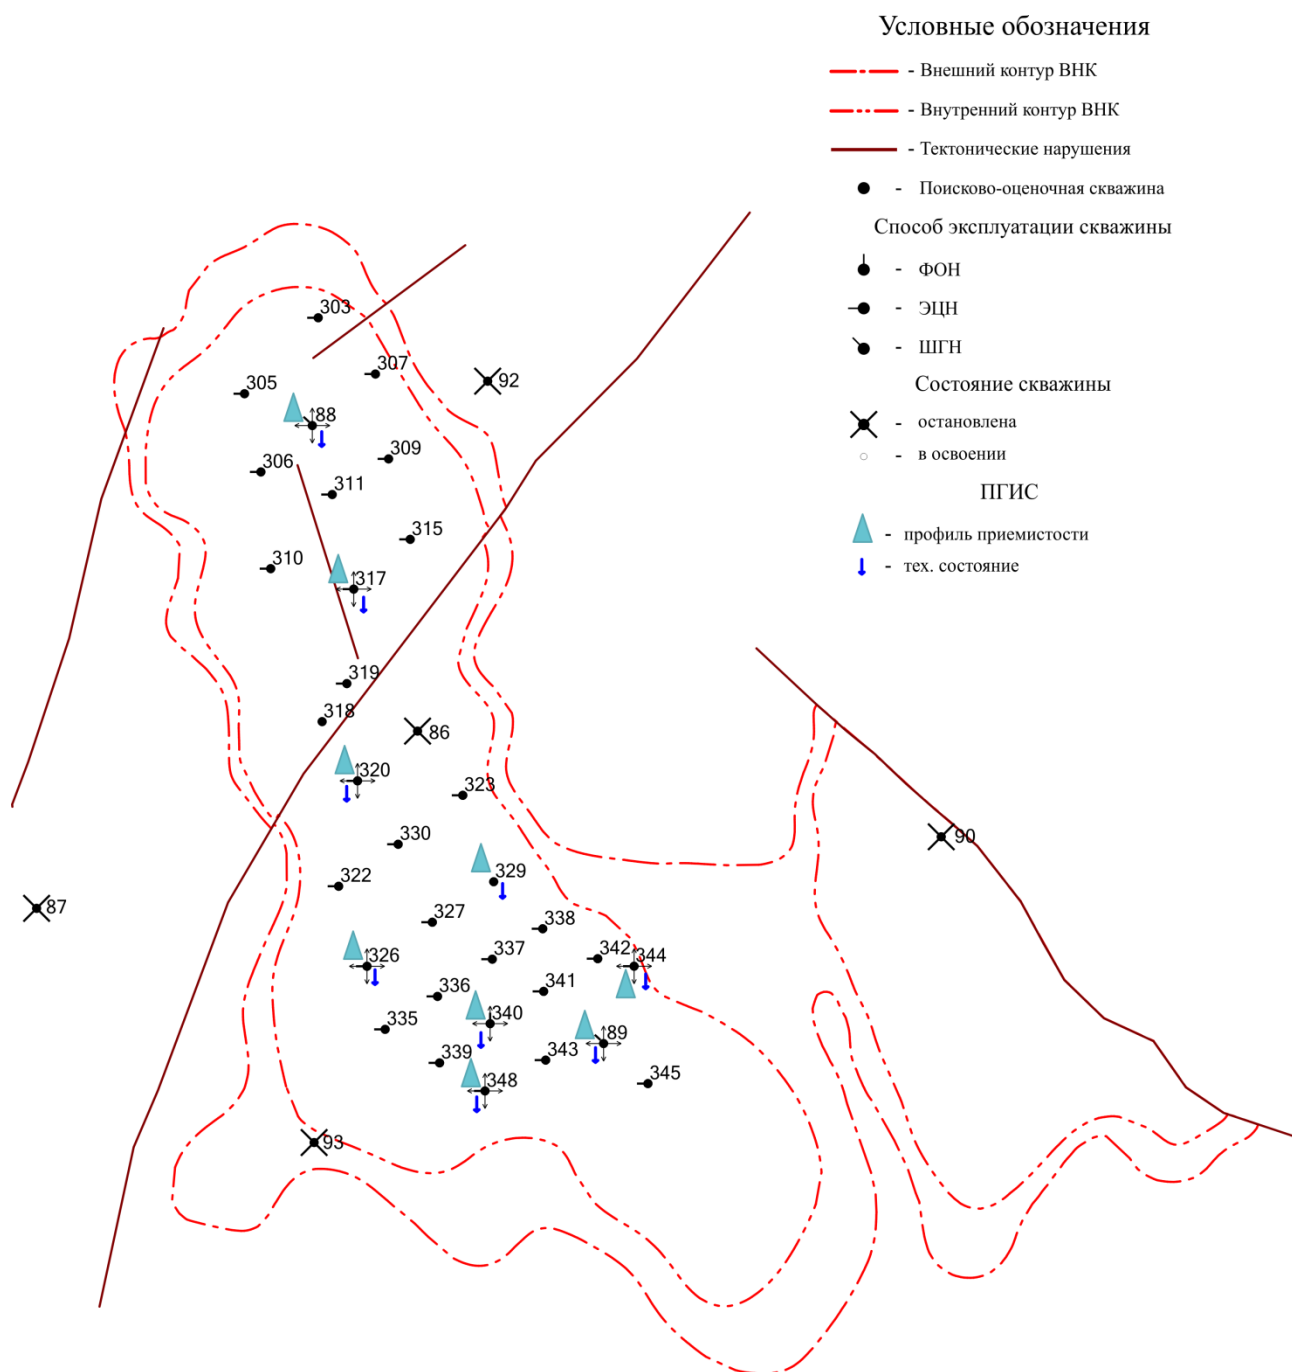 Условные обозначения
- Внешний контур ВНК
- Внутренний контур ВНК
- Тектонические нарушения
- Поисково-оценочная скважина
Способ эксплуатации скважины
- ФОН
- ЭЦН
- ШГН
Состояние скважины
- остановлена
- в освоении
ПГИС
- профиль приемистости
- тех. состояние
303
307
92
305
88
309
306
311
315
310
317
319
318
86
320
323
330
90
329
322
87
327
338
326
337
342
344
336
341
340
335
89
339
343
348
345
93